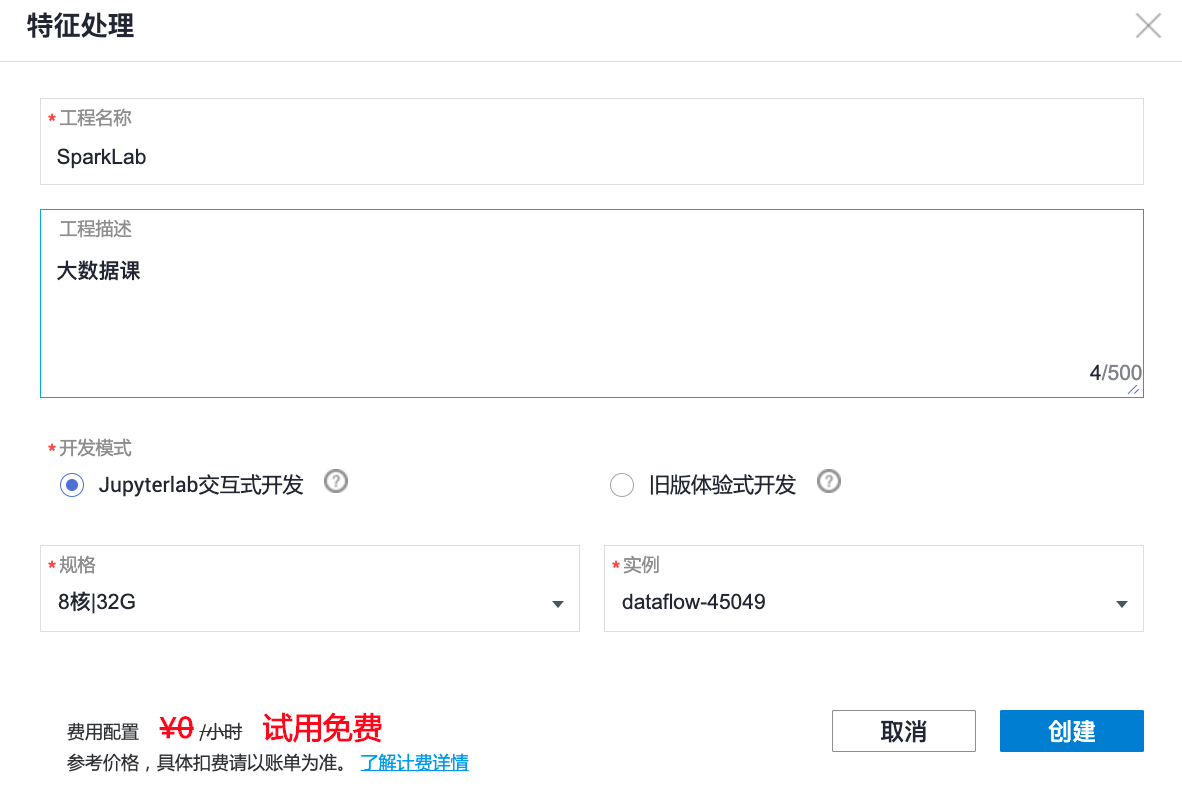 特征处理
* 工程名称
SparkLab
工程描述
大数据课
4/500
* 开发模式
Jupyterlab交互式开发 ?
旧版体验式开发 ?
* 规格
8核|32G
* 实例
dataflow-45049
费用配置 ¥0 /小时 试用免费
参考价格，具体扣费请以账单为准。 了解计费详情
取消
创建